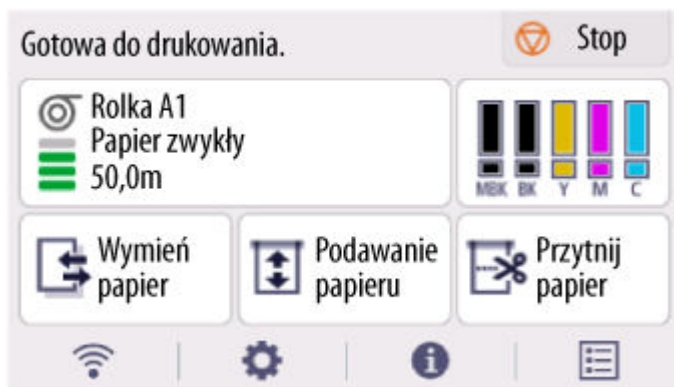 Gotowa do drukowania.
Stop
Rolka A1
Papier zwykły
50,0m
MBK BK Y M C
Wymień
papier
Podawanie
papieru
Przytnij
papier